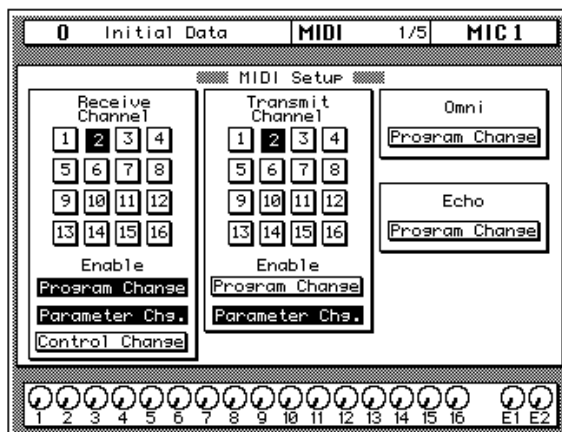 0 Initial Data MIDI 1/5 MIC 1
MIDI Setup
Receive Channel
1 2 3 4
5 6 7 8
9 10 11 12
13 14 15 16
Enable
Program Change
Parameter Chg.
Control Change
Transmit Channel
1 2 3 4
5 6 7 8
9 10 11 12
13 14 15 16
Enable
Program Change
Parameter Chg.
Omni
Program Change
Echo
Program Change
1 2 3 4 5 6 7 8 9 10 11 12 13 14 15 16 E1 E2